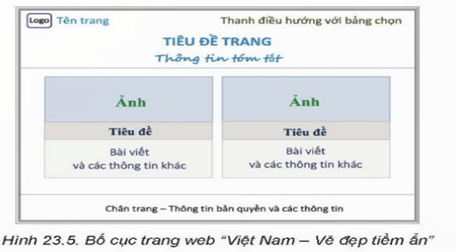 Logo Tên trang Thanh điều hướng với bảng chọn
TIÊU ĐỀ TRANG
Thông tin tóm tắt
Ảnh Ảnh
Tiêu đề Tiêu đề
Bài viết Bài viết
và các thông tin khác và các thông tin khác
Chân trang – Thông tin bản quyền và các thông tin
Hình 23.5. Bố cục trang web "Việt Nam – Vẻ đẹp tiềm ẩn"